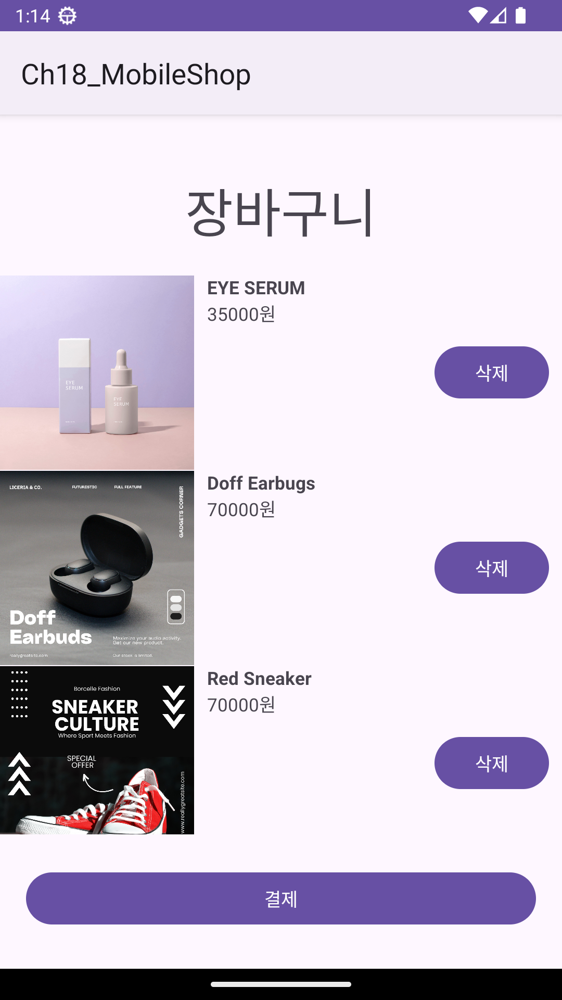 1:14
Ch18_MobileShop
장바구니
EYE SERUM
35000원
EYE
SERUM
EYE
SERUM
삭제
LICERIA & CO.
FUTURISTIC
FULL FEATURE
GADGETS CORNER
Doff
Earbuds
Maximize your audio activity.
Get our new product.
reallygreatsite.com
Our stock is limited.
Doff Earbugs
70000원
삭제
Borcelle Fashion
SNEAKER
CULTURE
Where Sport Meets Fashion
SPECIAL
OFFER
www.reallygreatsite.com
Red Sneaker
70000원
삭제
결제